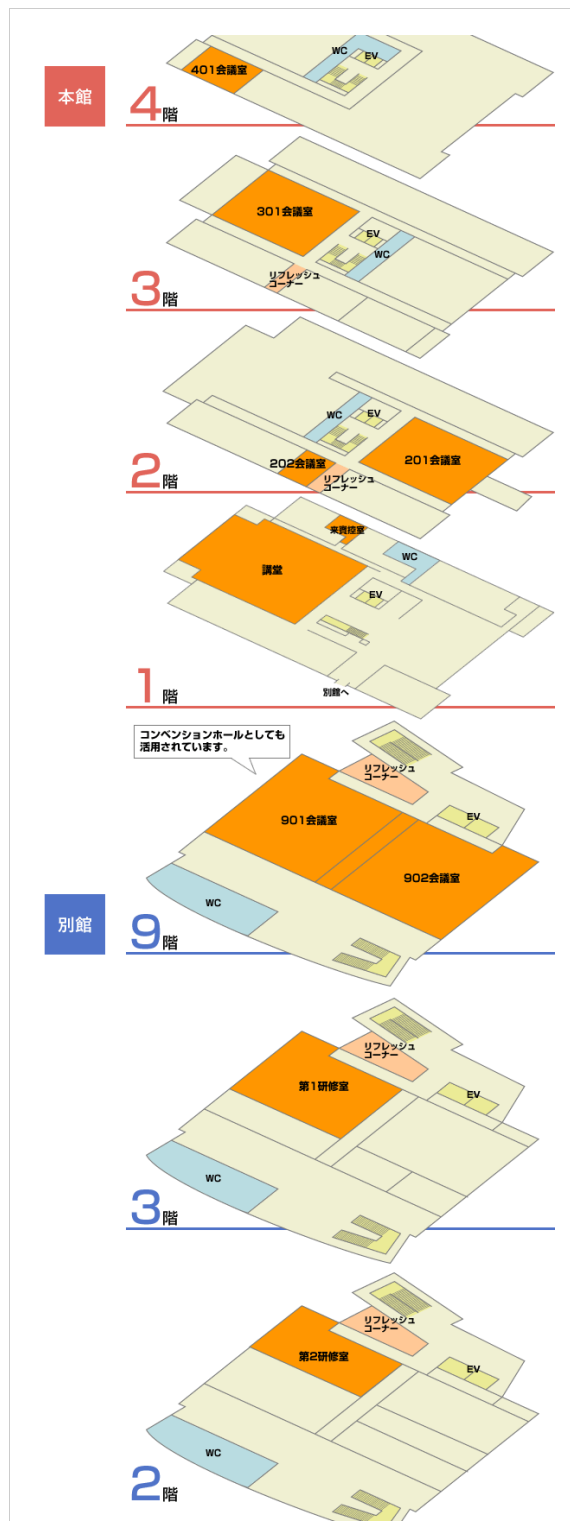 本館
WC
EV
401会議室
4階
301会議室
EV
WC
リフレッシュ
コーナー
3階
WC
EV
202会議室
201会議室
リフレッシュ
コーナー
2階
来賓控室
講堂
WC
EV
別館へ
1階
コンベンションホールとしても
活用されています。
リフレッシュ
コーナー
901会議室
EV
902会議室
WC
別館
9階
リフレッシュ
コーナー
第1研修室
EV
WC
3階
リフレッシュ
コーナー
第2研修室
EV
WC
2階